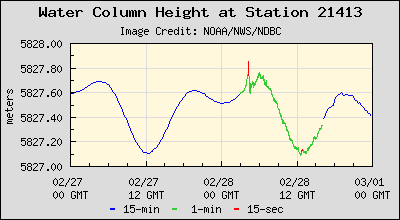 Water Column Height at Station 21413
Image Credit: NOAA/NWS/NDBC
5828.00
5827.80
5827.60
5827.40
5827.20
5827.00
meters
02/27 02/27 02/28 02/28 03/01
00 GMT 12 GMT 00 GMT 12 GMT 00 GMT
15-min 1-min 15-sec